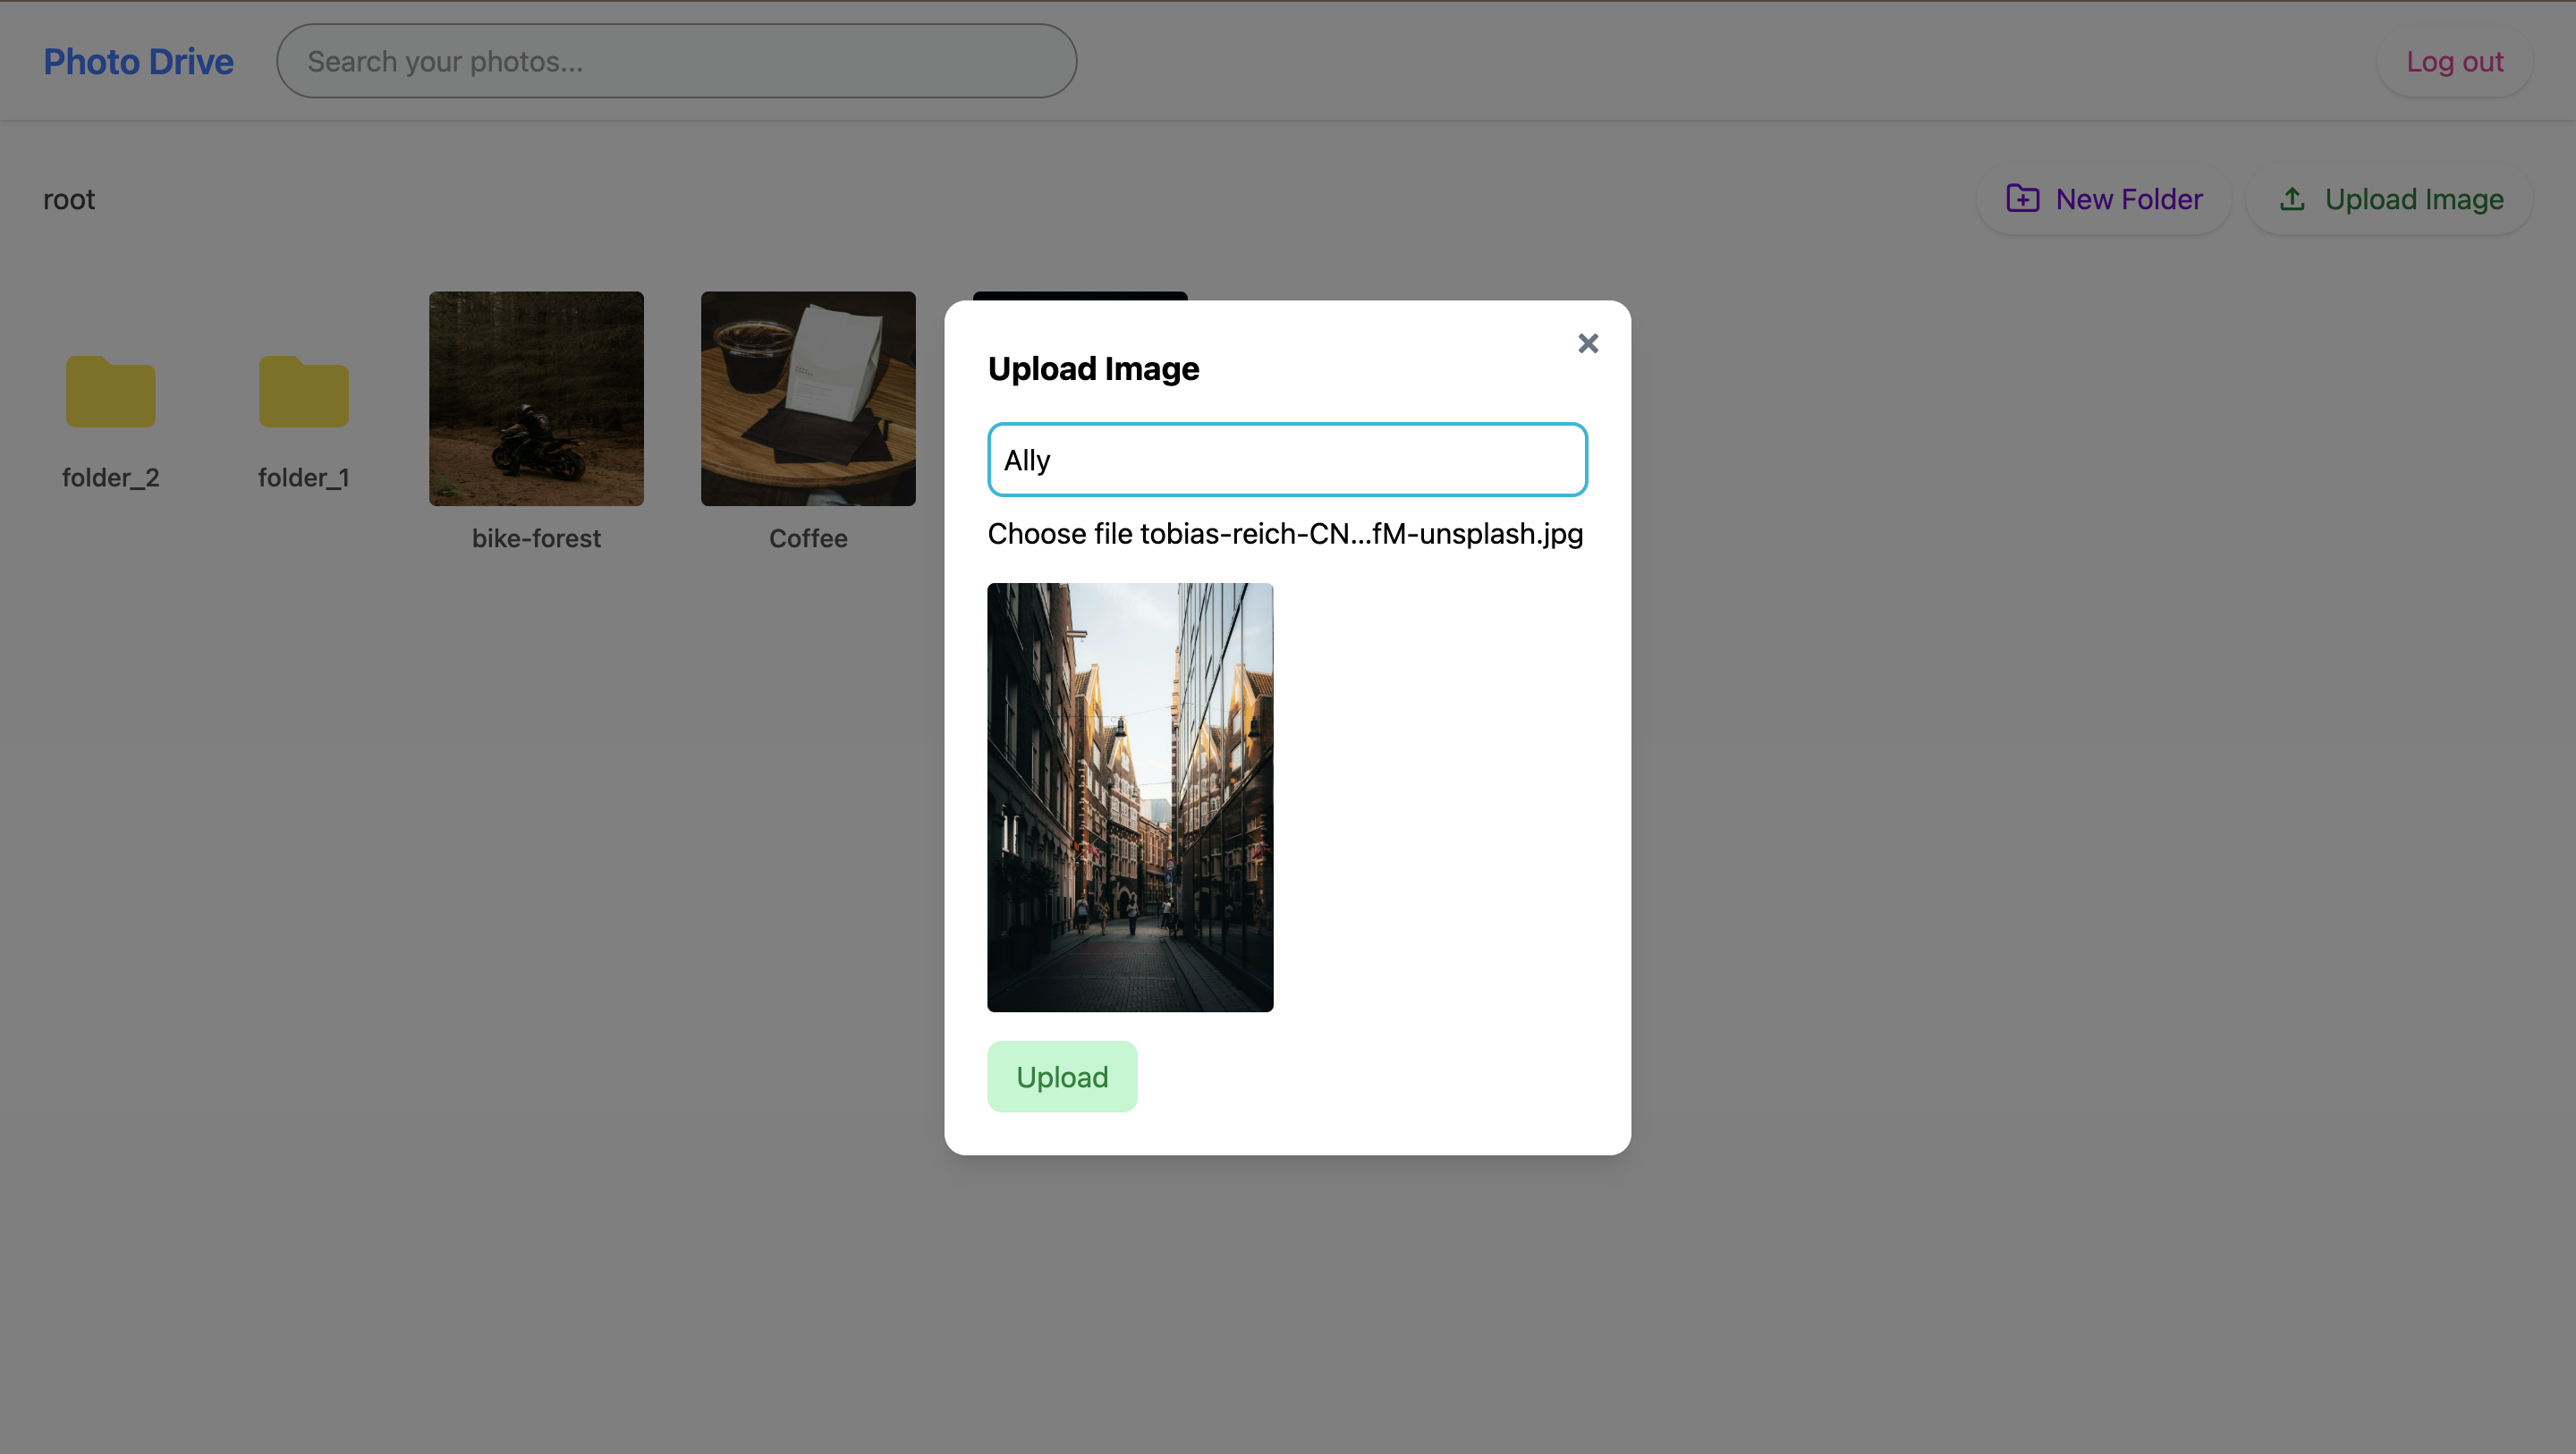 Photo Drive
Search your photos...
Log out
root
New Folder
Upload Image
folder_2
folder_1
bike-forest
Coffee
Upload Image
Ally
Choose file tobias-reich-CN...fM-unsplash.jpg
Upload